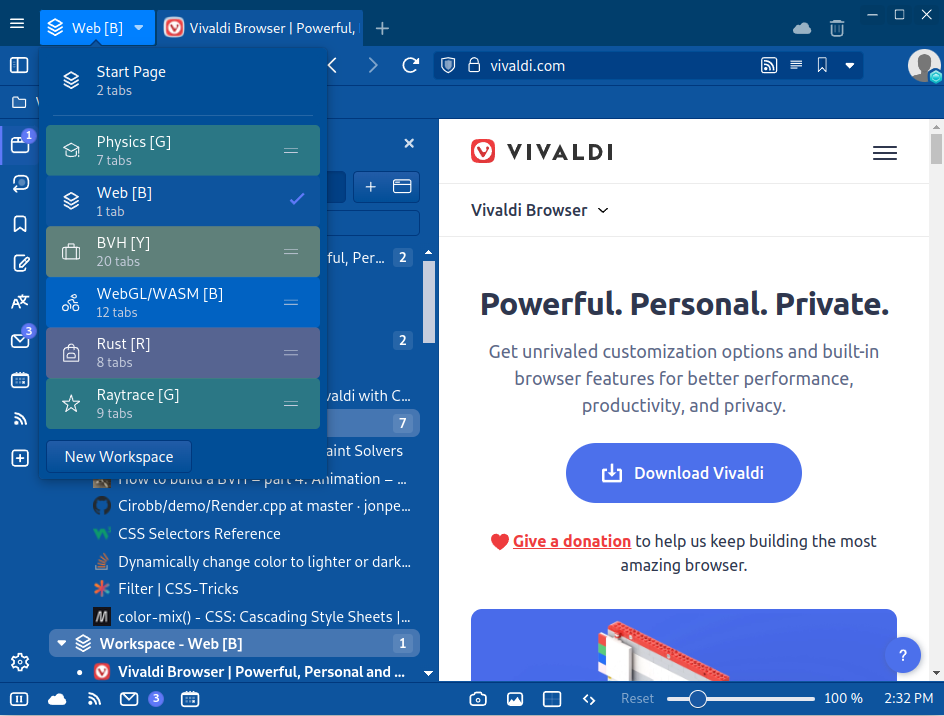 Web [B]
Vivaldi Browser | Powerful,
vivaldi.com
Start Page
2 tabs
Physics [G]
7 tabs
Web [B]
1 tab
BVH [Y]
20 tabs
WebGL/WASM [B]
12 tabs
Rust [R]
8 tabs
Raytrace [G]
9 tabs
New Workspace
1
3
ful, Per... 2
2
valdi with C...
7
aint Solvers
How to build a BVH – part 4: Animation – ...
Cirobb/demo/Render.cpp at master · jonpe...
CSS Selectors Reference
Dynamically change color to lighter or dark...
Filter | CSS-Tricks
color-mix() - CSS: Cascading Style Sheets |...
Workspace - Web [B] 1
Vivaldi Browser | Powerful, Personal and ...
VIVALDI
Vivaldi Browser
Powerful. Personal. Private.
Get unrivaled customization options and built-in
browser features for better performance,
productivity, and privacy.
Download Vivaldi
Give a donation to help us keep building the most
amazing browser.
?
3
Reset 100 % 2:32 PM